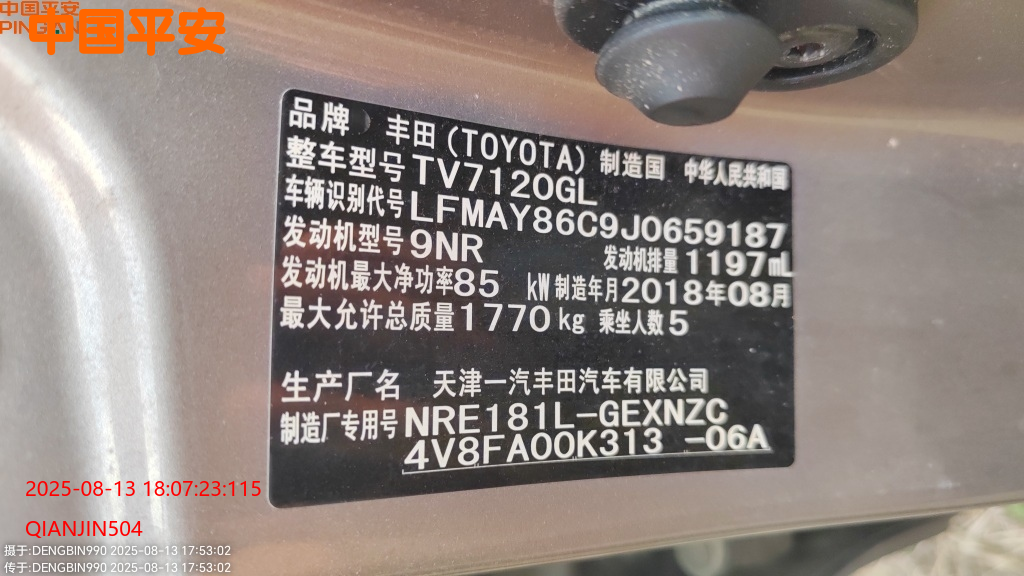 中国平安
PINGAN
中国平安
品牌 丰田(TOYOTA) 制造国 中华人民共和国
整车型号 TV7120GL
车辆识别代号 LFMAY86C9J0659187
发动机型号 9NR 发动机排量 1197mL
发动机最大净功率 85 kW 制造年月 2018年08月
最大允许总质量 1770 kg 乘坐人数 5
生产厂名 天津一汽丰田汽车有限公司
制造厂专用号 NRE181L-GEXNZC
4V8FA00K313 -06A
2025-08-13 18:07:23:115
QIANJIN504
摄于:DENGBIN990 2025-08-13 17:53:02
传于:DENGBIN990 2025-08-13 17:53:02